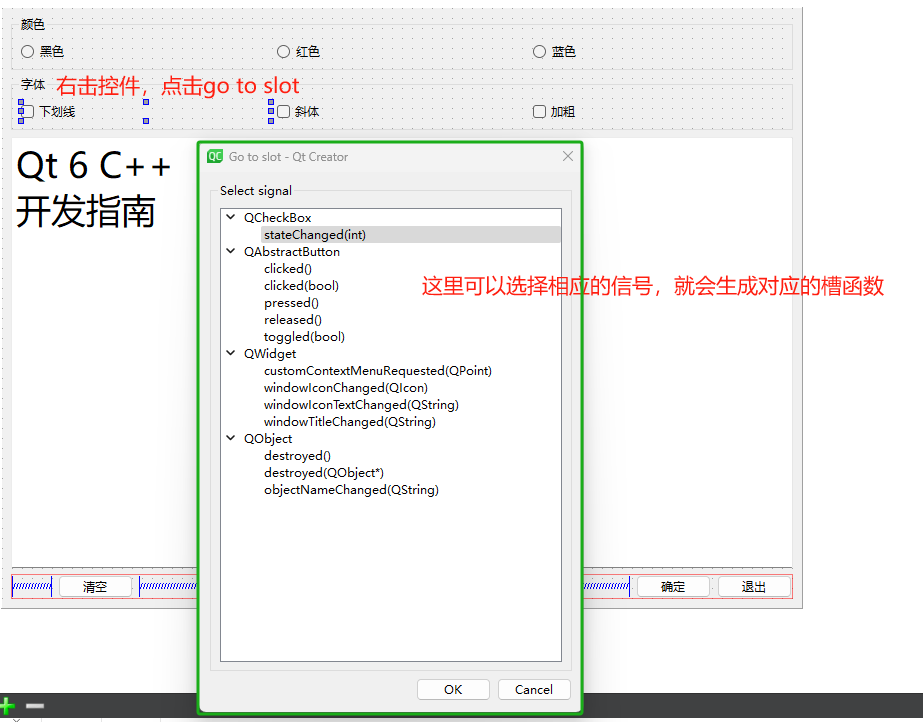 颜色
黑色
红色
蓝色
字体
右击控件，点击go to slot
下划线
斜体
加粗
Qt 6 C++
开发指南
QC
Go to slot - Qt Creator
Select signal
QCheckBox
stateChanged(int)
QAbstractButton
clicked()
clicked(bool)
pressed()
released()
toggled(bool)
这里可以选择相应的信号，就会生成对应的槽函数
QWidget
customContextMenuRequested(QPoint)
windowIconChanged(QIcon)
windowIconTextChanged(QString)
windowTitleChanged(QString)
QObject
destroyed()
destroyed(QObject*)
objectNameChanged(QString)
清空
确定
退出
OK
Cancel